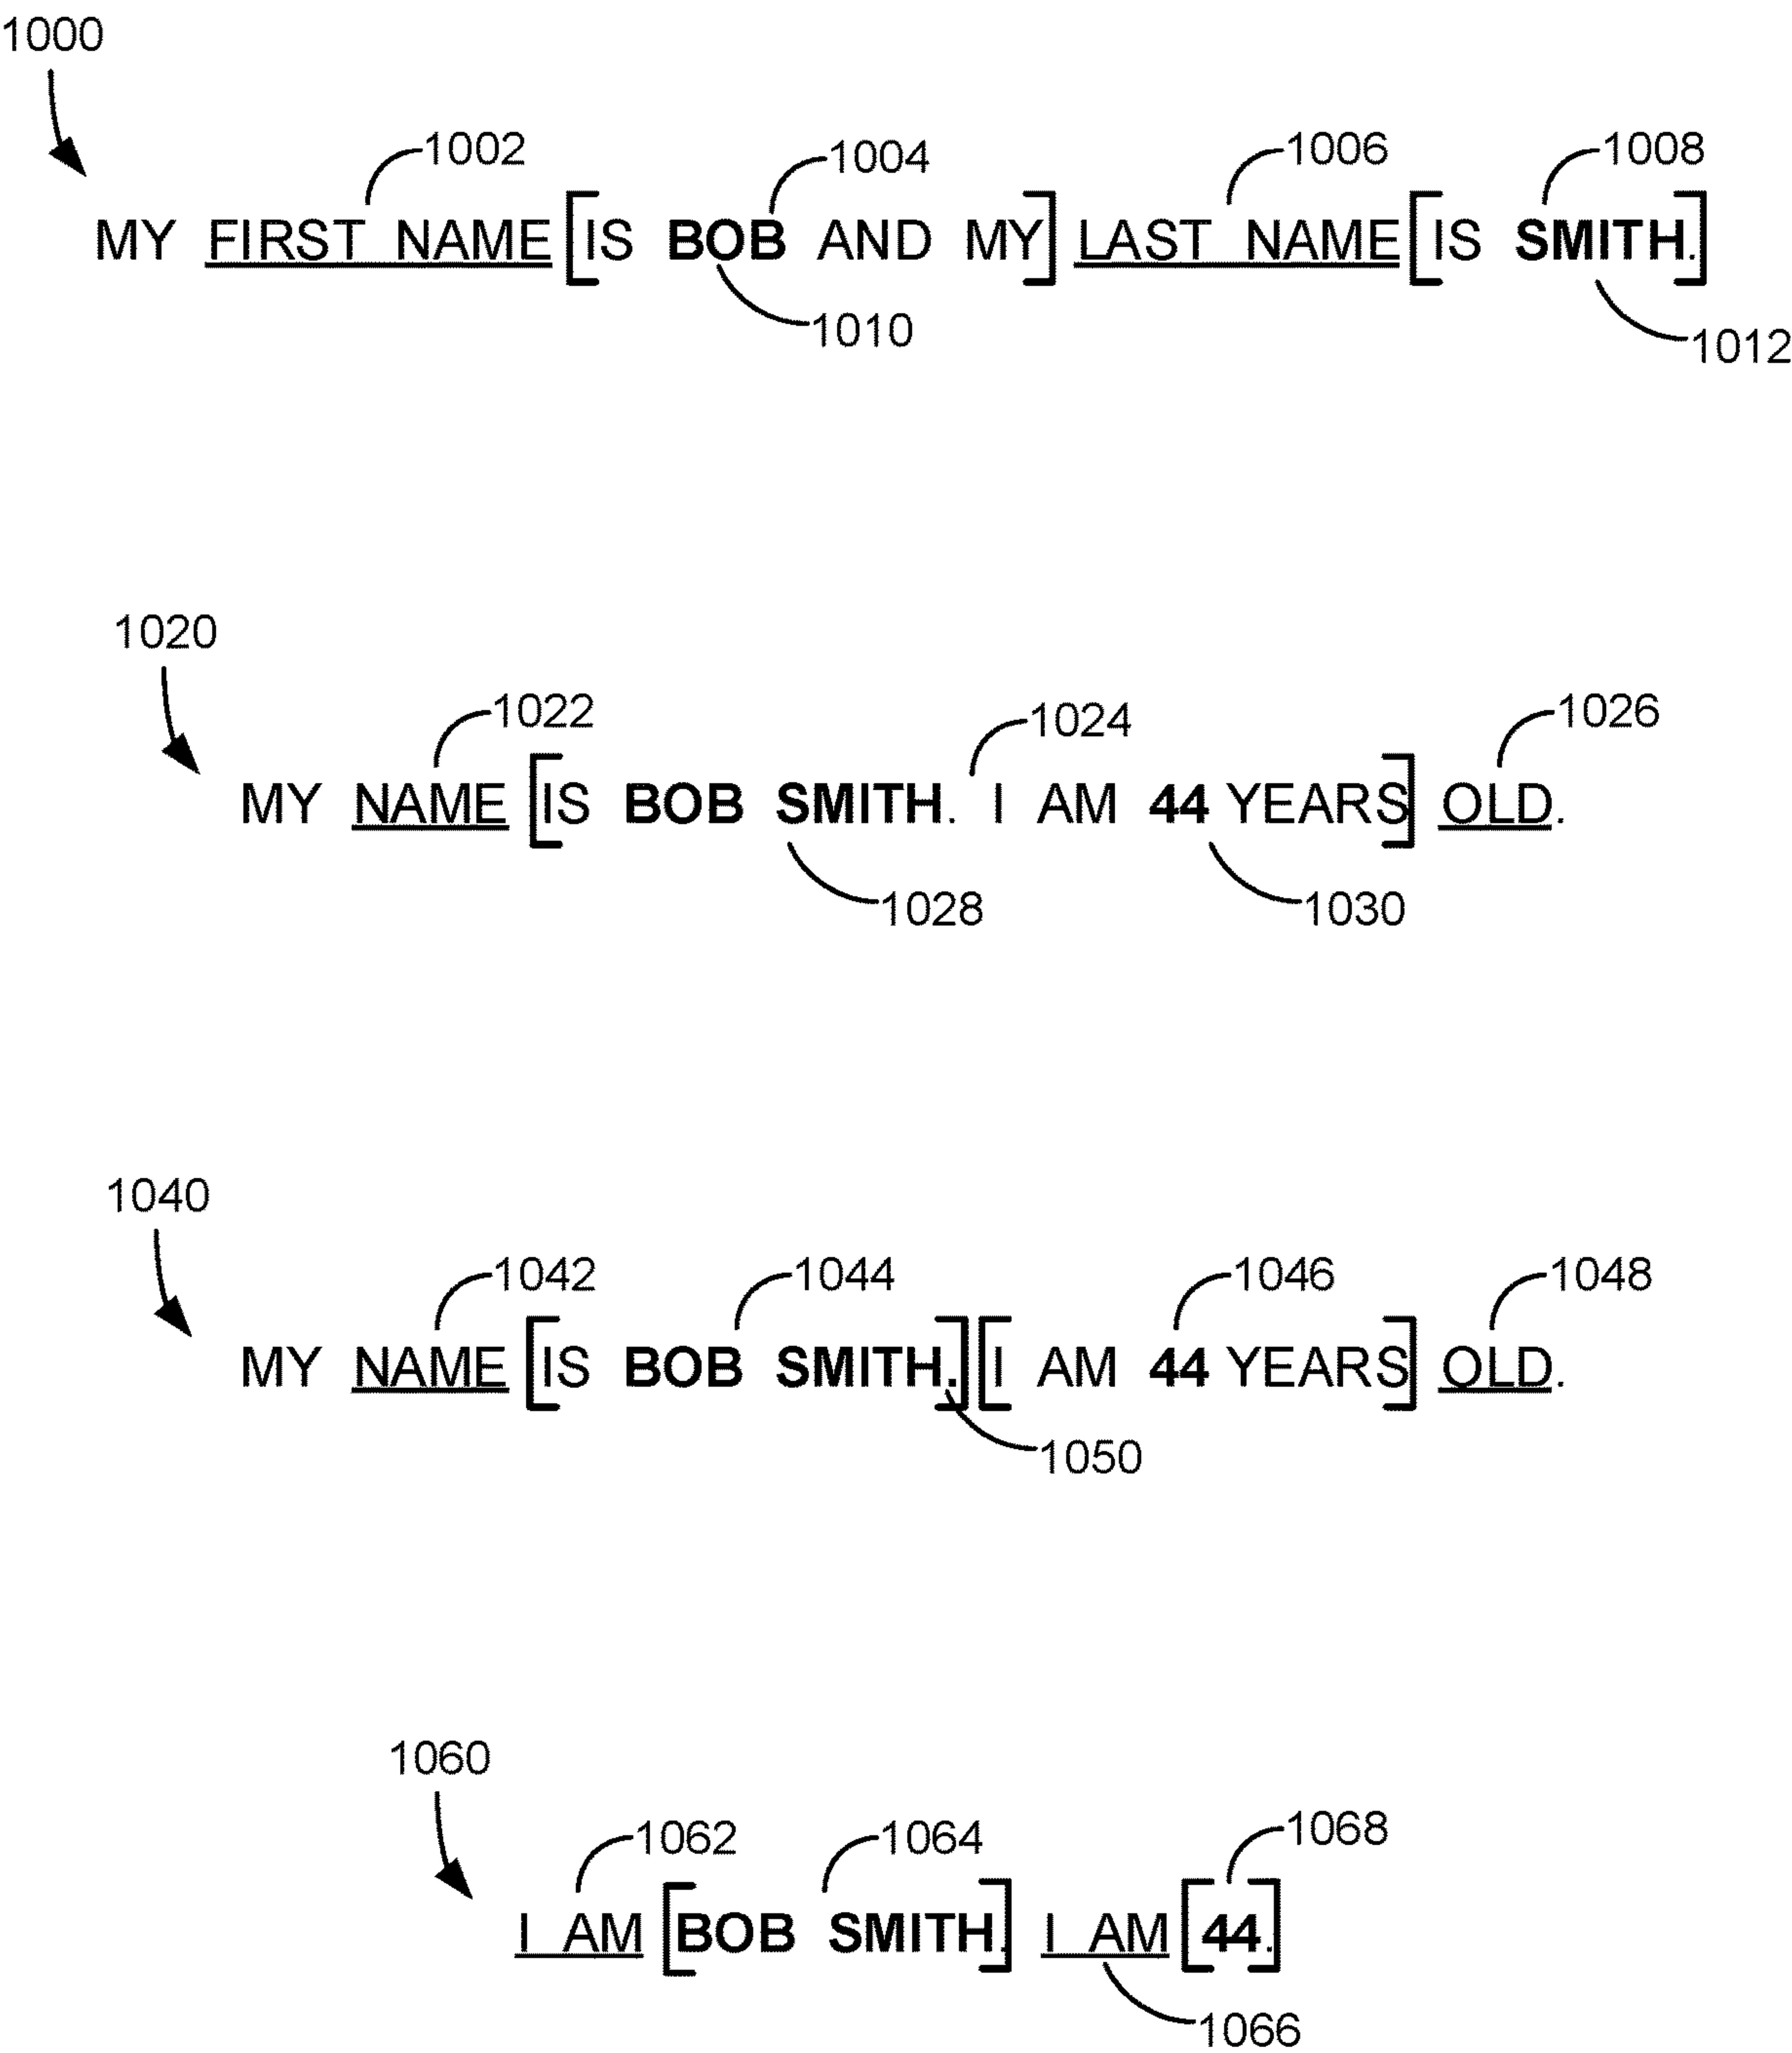 1000
1002 1004 1006 1008
MY FIRST NAME [IS BOB AND MY] LAST NAME [IS SMITH.]
1010 1012
1020
1022 1024 1026
MY NAME [IS BOB SMITH. I AM 44 YEARS] OLD.
1028 1030
1040
1042 1044 1046 1048
MY NAME [IS BOB SMITH.] [I AM 44 YEARS] OLD.
1050
1060
1062 1064 1068
I AM [BOB SMITH.] I AM [44.]
1066